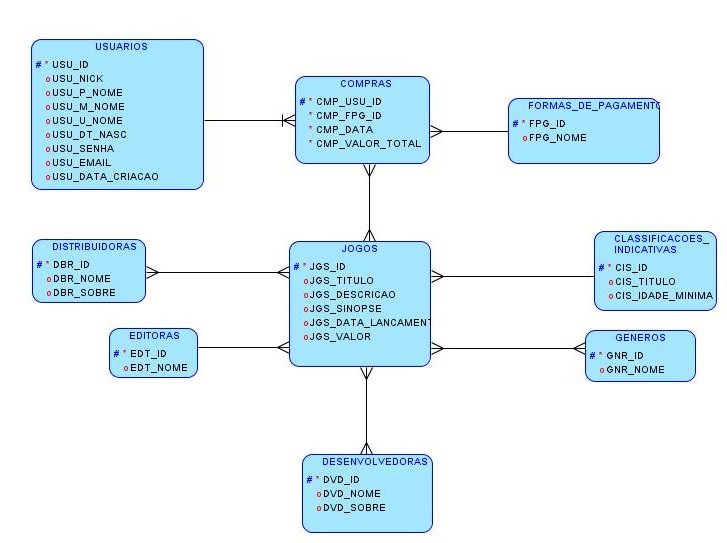 USUARIOS
# * USU_ID
o USU_NICK
o USU_P_NOME
o USU_M_NOME
o USU_U_NOME
o USU_DT_NASC
o USU_SENHA
o USU_EMAIL
o USU_DATA_CRIACAO
COMPRAS
# * CMP_USU_ID
* CMP_FPG_ID
* CMP_DATA
* CMP_VALOR_TOTAL
FORMAS_DE_PAGAMENTO
# * FPG_ID
o FPG_NOME
DISTRIBUIDORAS
# * DBR_ID
o DBR_NOME
o DBR_SOBRE
JOGOS
# * JGS_ID
o JGS_TITULO
o JGS_DESCRICAO
o JGS_SINOPSE
o JGS_DATA_LANCAMENT
o JGS_VALOR
CLASSIFICACOES_
INDICATIVAS
# * CIS_ID
o CIS_TITULO
o CIS_IDADE_MINIMA
EDITORAS
# * EDT_ID
o EDT_NOME
GENEROS
# * GNR_ID
o GNR_NOME
DESENVOLVEDORAS
# * DVD_ID
o DVD_NOME
o DVD_SOBRE